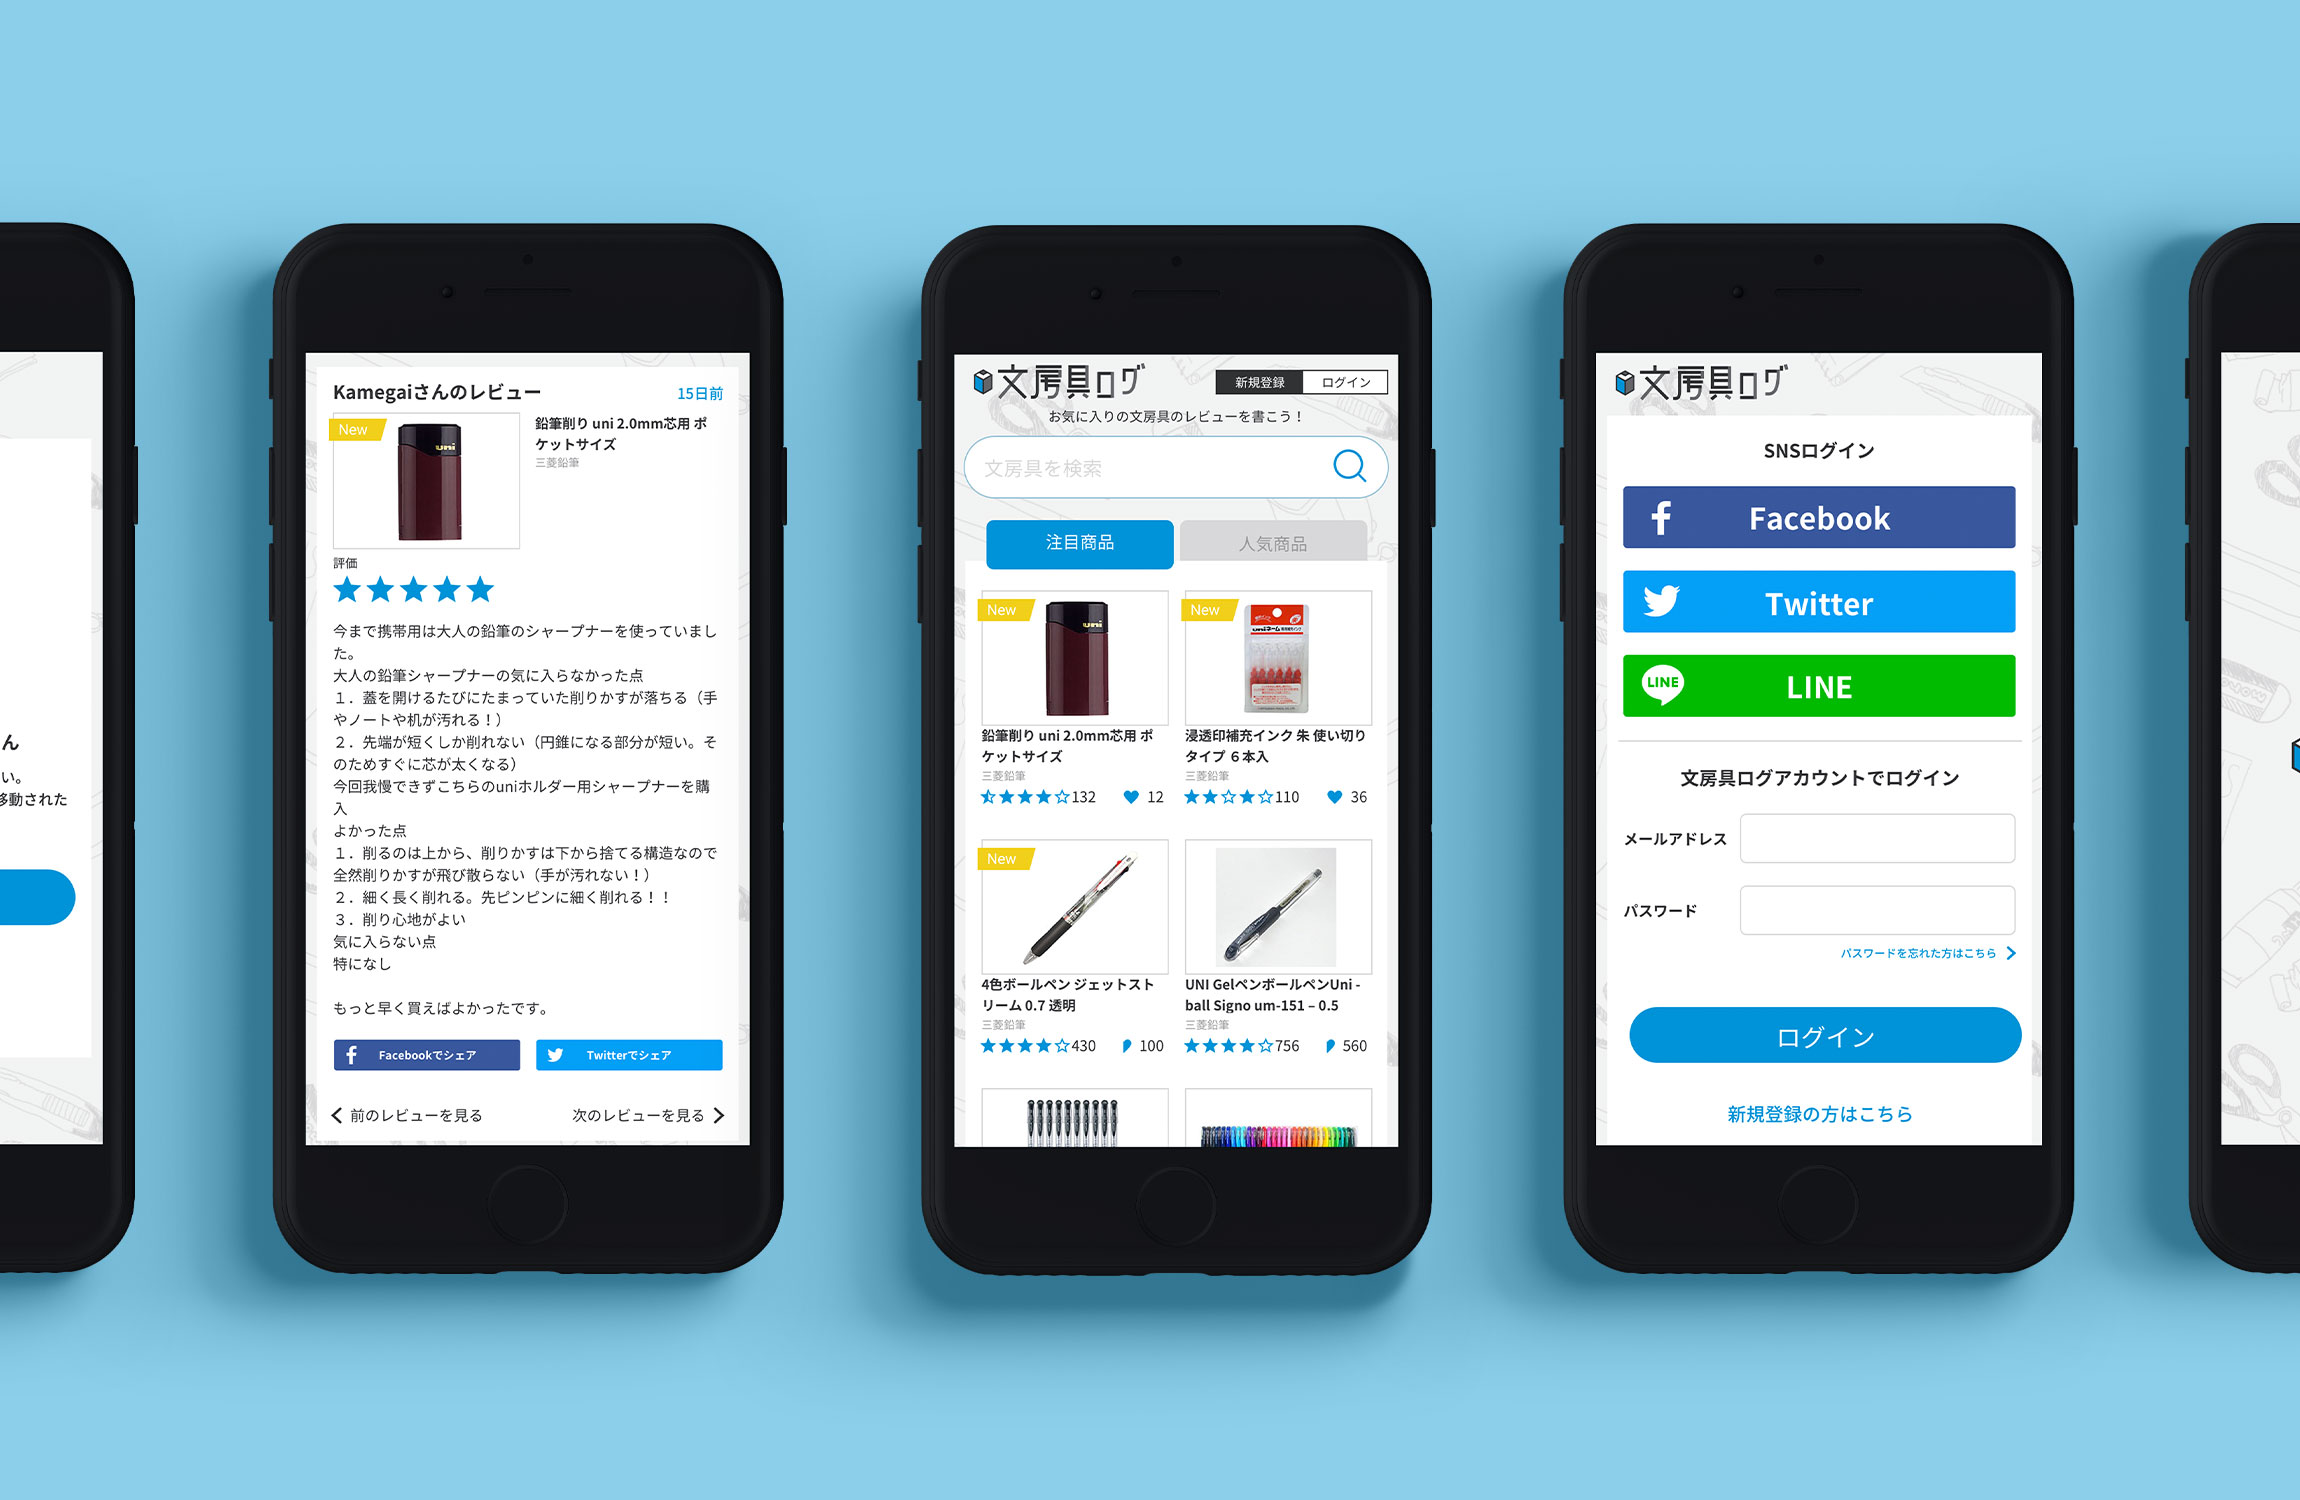 ん
い。
移動された
Kamegaiさんのレビュー
15日前
New
uni
鉛筆削り uni 2.0mm芯用 ポ
ケットサイズ
三菱鉛筆
評価
今まで携帯用は大人の鉛筆のシャープナーを使っていまし
た。
大人の鉛筆シャープナーの気に入らなかった点
１．蓋を開けるたびにたまっていた削りかすが落ちる（手
やノートや机が汚れる！）
２．先端が短くしか削れない（円錐になる部分が短い。そ
のためすぐに芯が太くなる）
今回我慢できずこちらのuniホルダー用シャープナーを購
入
よかった点
１．削るのは上から、削りかすは下から捨てる構造なので
全然削りかすが飛び散らない（手が汚れない！）
２．細く長く削れる。先ピンピンに細く削れる！！
３．削り心地がよい
気に入らない点
特になし
もっと早く買えばよかったです。
Facebookでシェア
Twitterでシェア
前のレビューを見る
次のレビューを見る
文房具ログ
新規登録
ログイン
お気に入りの文房具のレビューを書こう！
文房具を検索
注目商品
人気商品
New
uni
鉛筆削り uni 2.0mm芯用 ポ
ケットサイズ
三菱鉛筆
132
12
New
uniネーム
浸透印補充インク 朱 使い切り
タイプ ６本入
三菱鉛筆
110
36
New
4色ボールペン ジェットスト
リーム 0.7 透明
三菱鉛筆
430
100
UNI GelペンボールペンUni -
ball Signo um-151 – 0.5
三菱鉛筆
756
560
文房具ログ
SNSログイン
Facebook
Twitter
LINE
LINE
文房具ログアカウントでログイン
メールアドレス
パスワード
パスワードを忘れた方はこちら
ログイン
新規登録の方はこちら